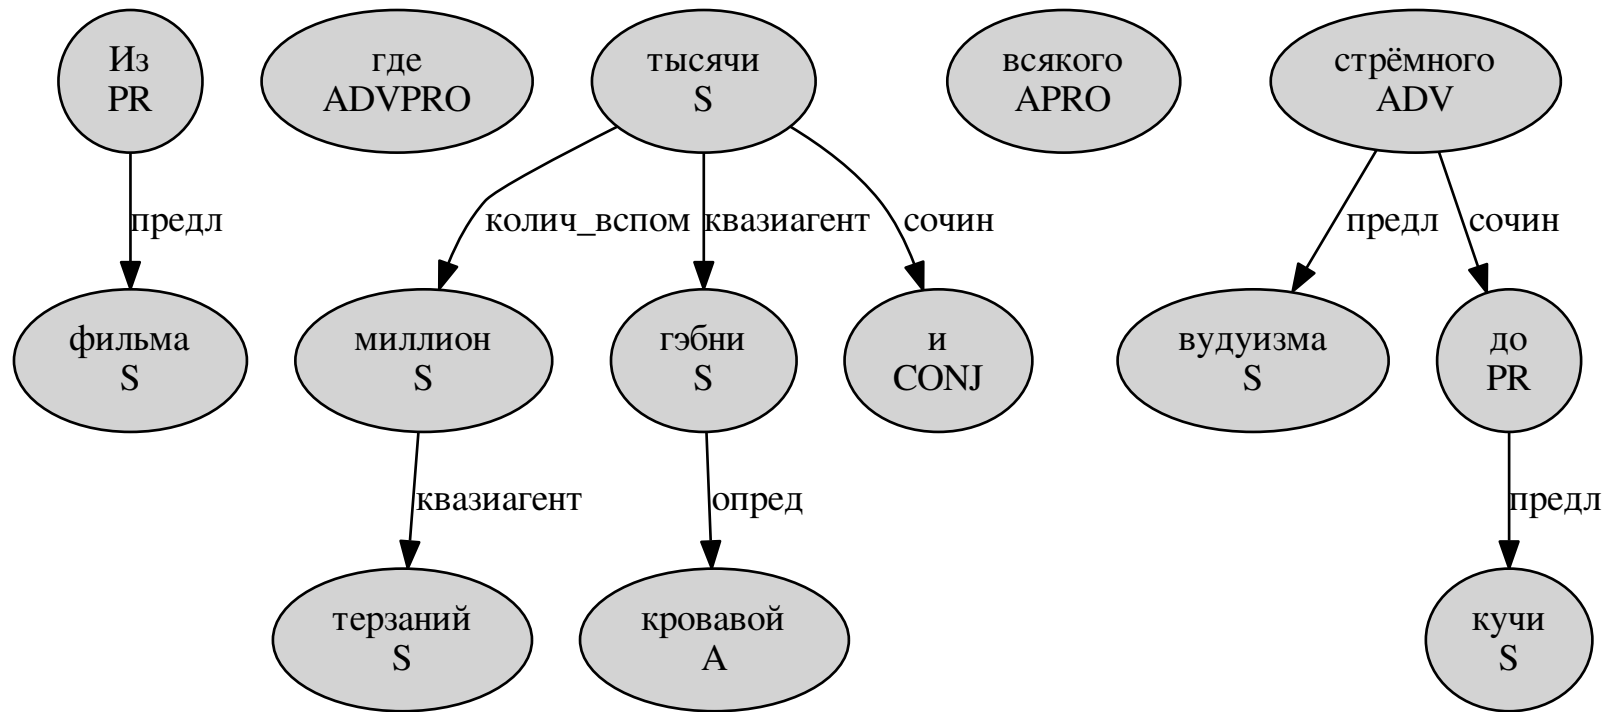 Из
PR
где
ADVPRO
тысячи
S
всякого
APRO
стрёмного
ADV
предл
колич_вспом
квазиагент
сочин
предл
сочин
фильма
S
миллион
S
гэбни
S
и
CONJ
вудуизма
S
до
PR
квазиагент
опред
предл
терзаний
S
кровавой
A
кучи
S